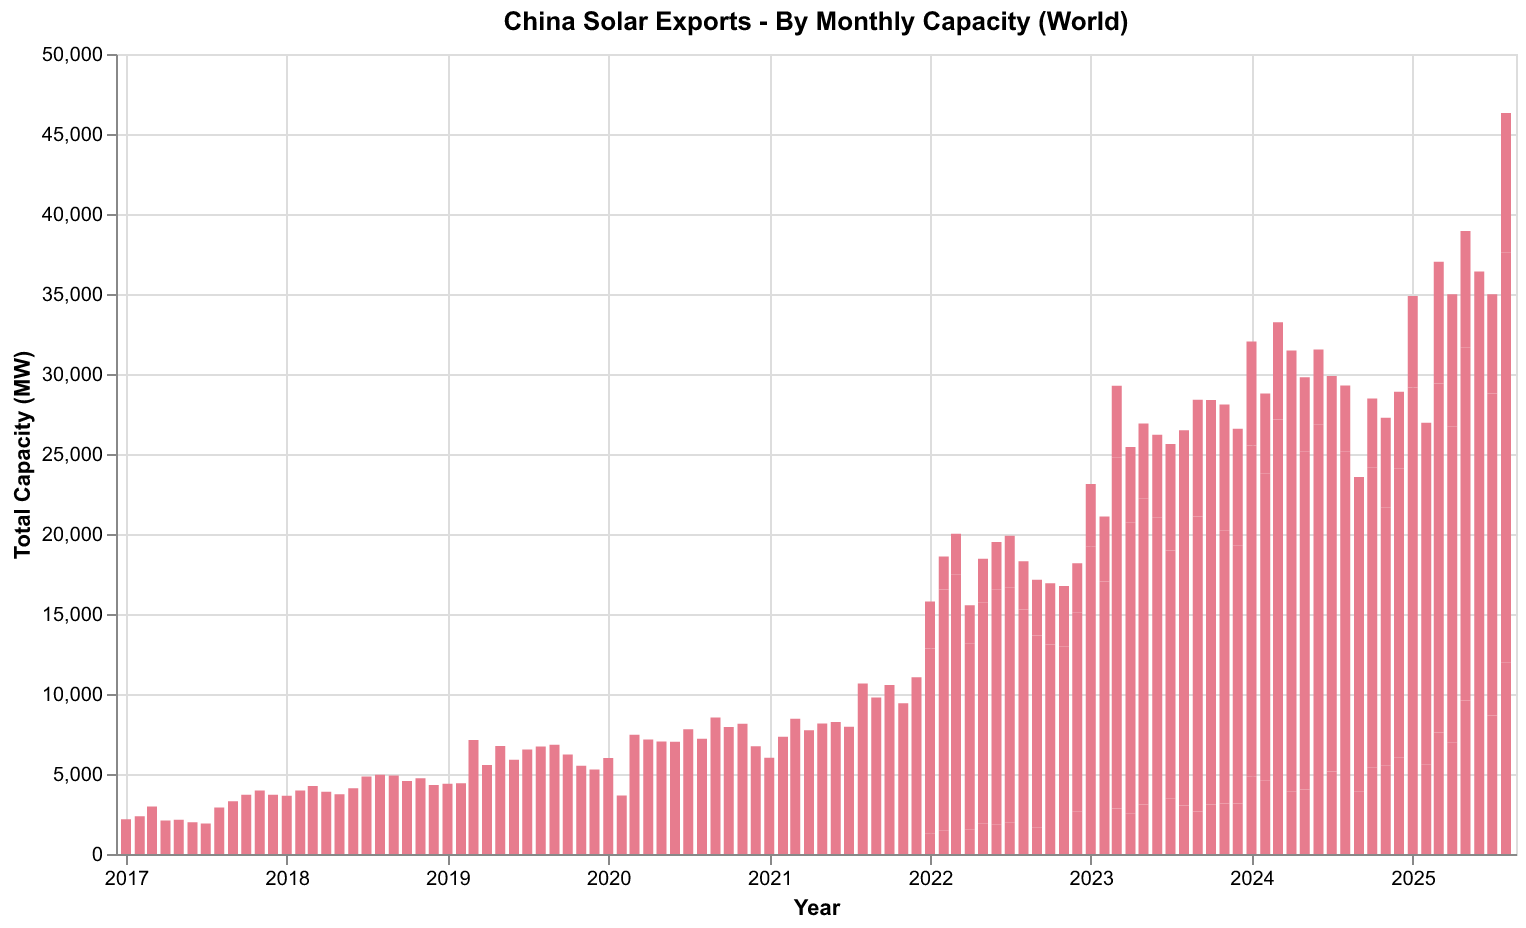 China Solar Exports - By Monthly Capacity (World)
50,000
45,000
40,000
35,000
30,000
25,000
20,000
15,000
10,000
5,000
0
Total Capacity (MW)
2017 2018 2019 2020 2021 2022 2023 2024 2025
Year